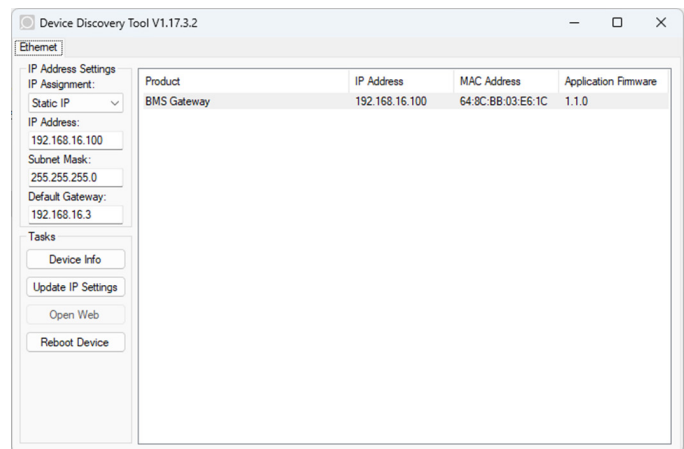 Device Discovery Tool V1.17.3.2
Ethernet
IP Address Settings
IP Assignment:
Static IP
IP Address:
192.168.16.100
Subnet Mask:
255.255.255.0
Default Gateway:
192.168.16.3
Tasks
Device Info
Update IP Settings
Open Web
Reboot Device
Product IP Address MAC Address Application Firmware
BMS Gateway 192.168.16.100 64:8C:BB:03:E6:1C 1.1.0